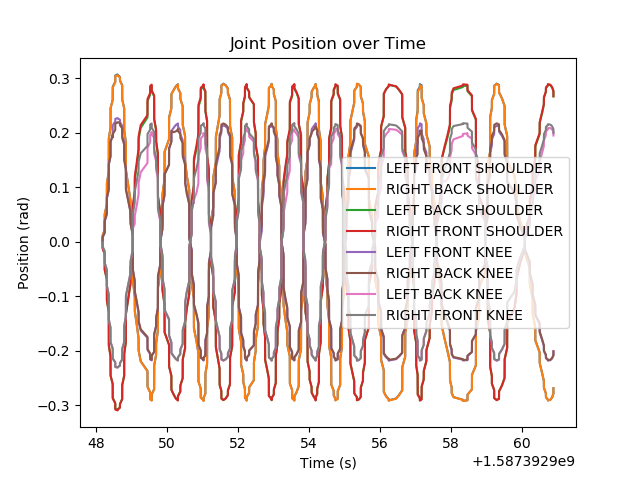 Joint Position over Time
Position (rad)
0.3
0.2
0.1
0.0
−0.1
−0.2
−0.3
LEFT FRONT SHOULDER
RIGHT BACK SHOULDER
LEFT BACK SHOULDER
RIGHT FRONT SHOULDER
LEFT FRONT KNEE
RIGHT BACK KNEE
LEFT BACK KNEE
RIGHT FRONT KNEE
48 50 52 54 56 58 60
Time (s)
+1.5873929e9